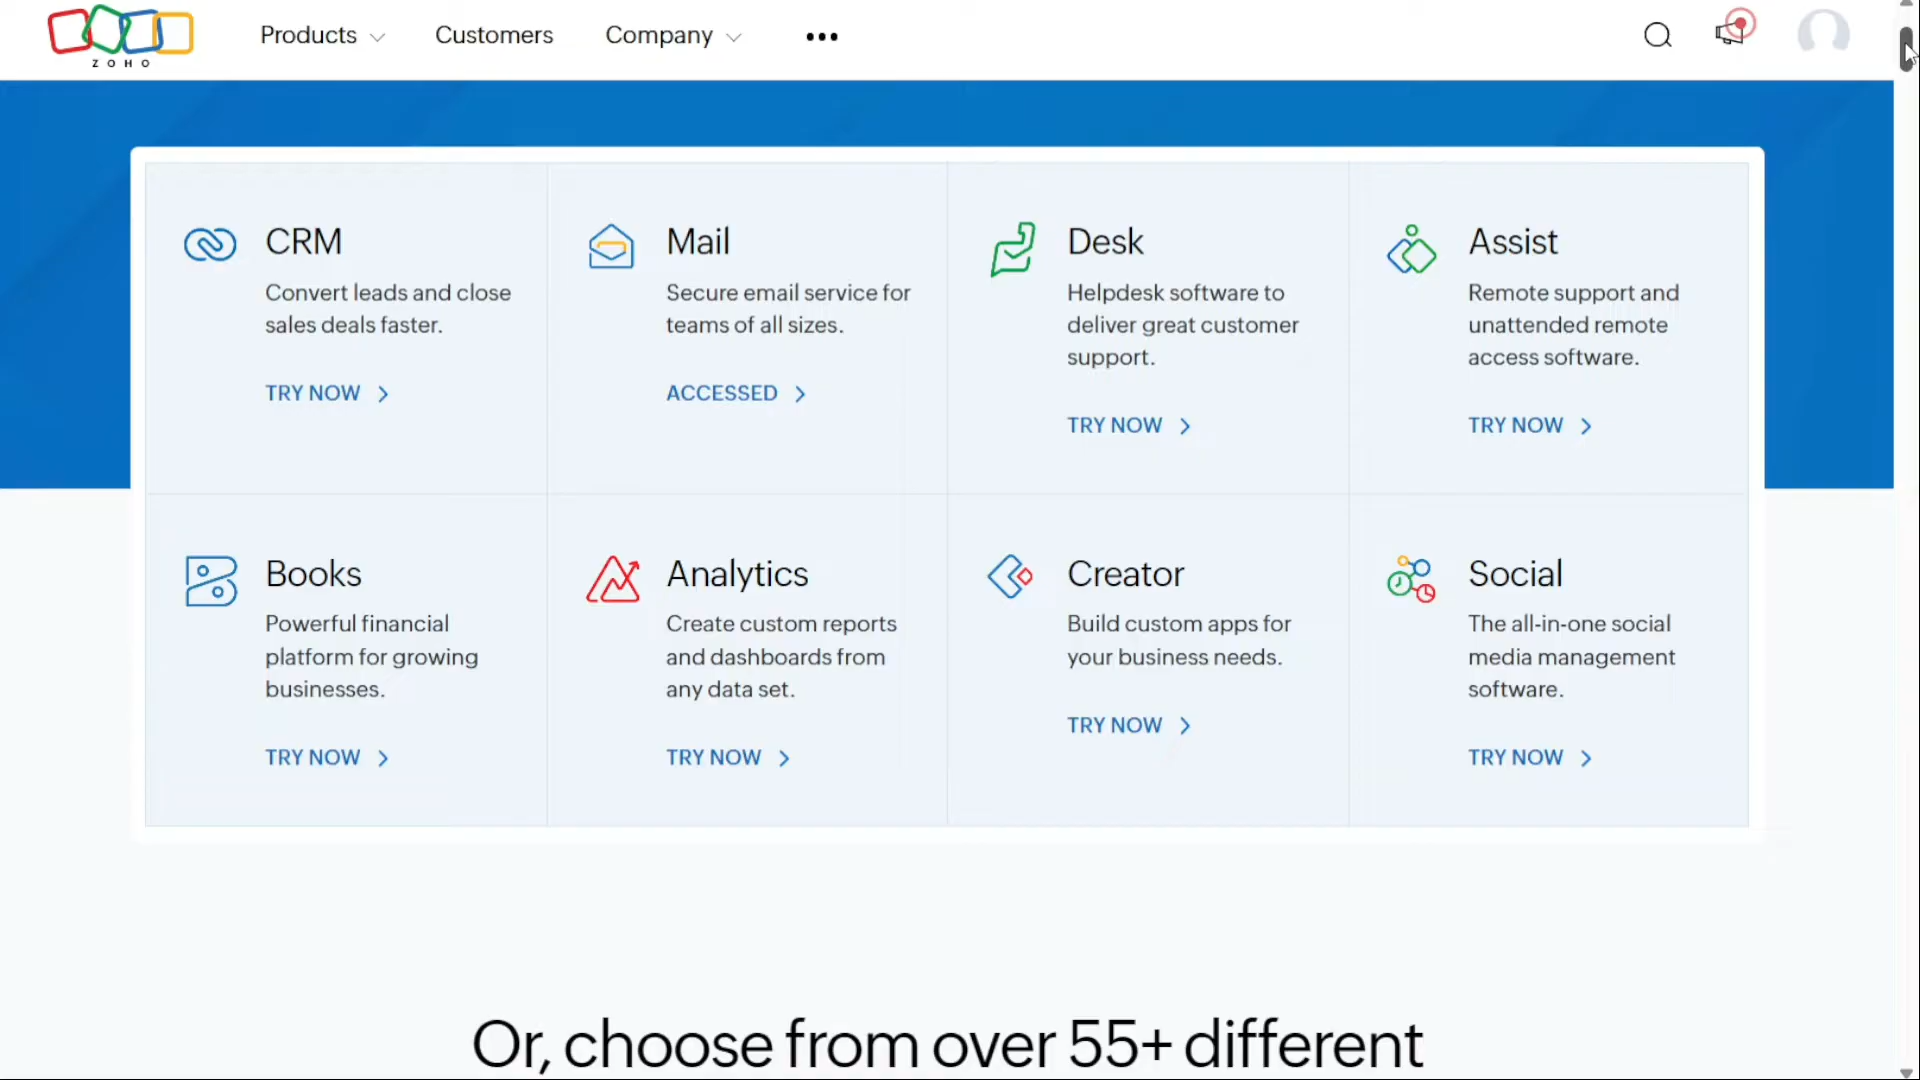 ZOHO
Products
Customers
Company
CRM
Convert leads and close
sales deals faster.
TRY NOW
Mail
Secure email service for
teams of all sizes.
ACCESSED
Desk
Helpdesk software to
deliver great customer
support.
TRY NOW
Assist
Remote support and
unattended remote
access software.
TRY NOW
Books
Powerful financial
platform for growing
businesses.
TRY NOW
Analytics
Create custom reports
and dashboards from
any data set.
TRY NOW
Creator
Build custom apps for
your business needs.
TRY NOW
Social
The all-in-one social
media management
software.
TRY NOW
Or, choose from over 55+ different